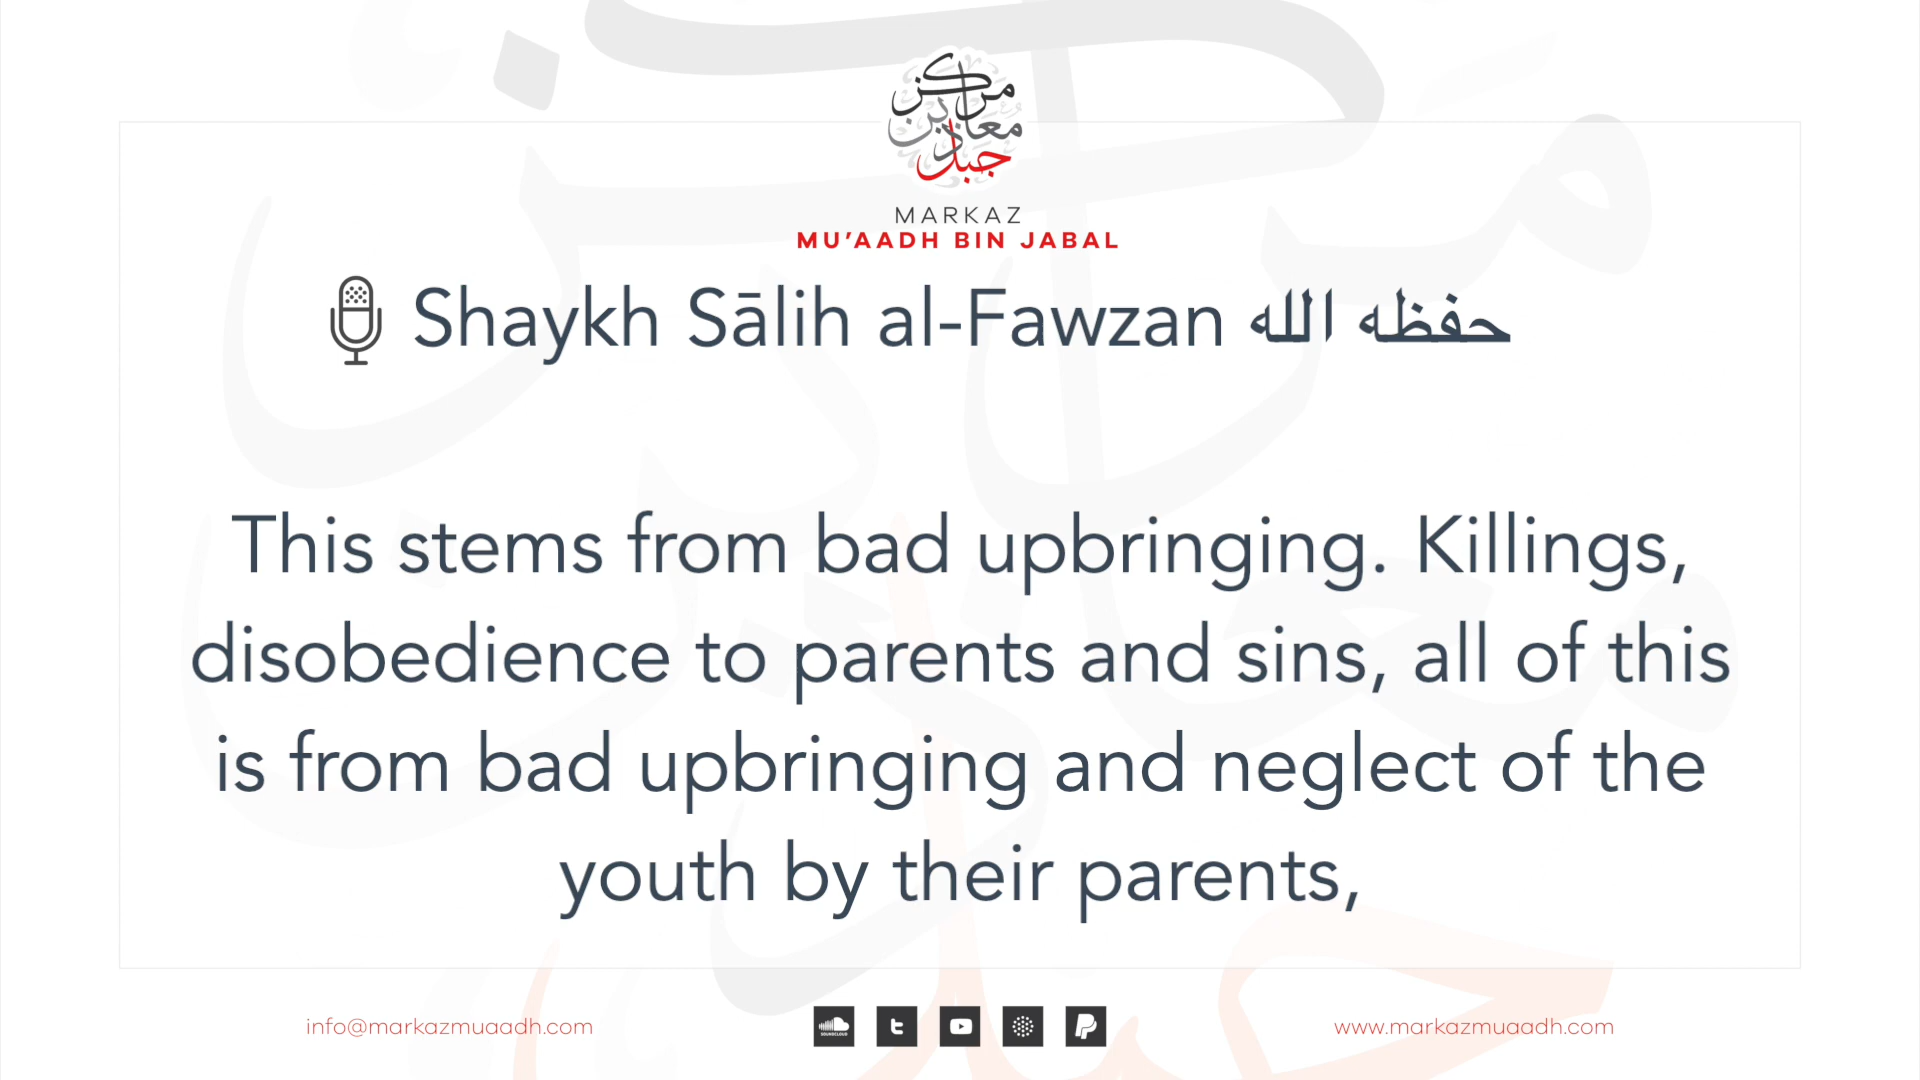 مركز
معاذ بن
جبل
MARKAZ
MU'AADH BIN JABAL
Shaykh Sālih al-Fawzan حفظه الله
This stems from bad upbringing. Killings,
disobedience to parents and sins, all of this
is from bad upbringing and neglect of the
youth by their parents,
info@markazmuaadh.com
SOUNDCLOUD
www.markazmuaadh.com